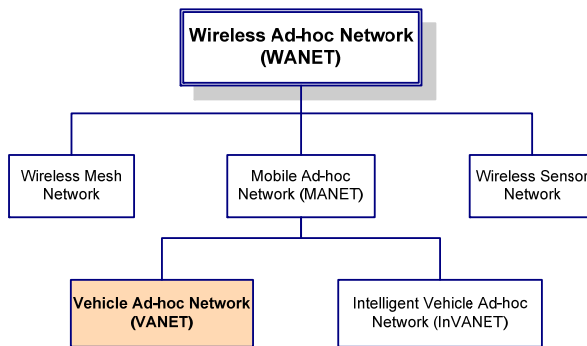 Wireless Ad-hoc Network
(WANET)
Wireless Mesh
Network
Mobile Ad-hoc
Network (MANET)
Wireless Sensor
Network
Vehicle Ad-hoc Network
(VANET)
Intelligent Vehicle Ad-hoc
Network (InVANET)